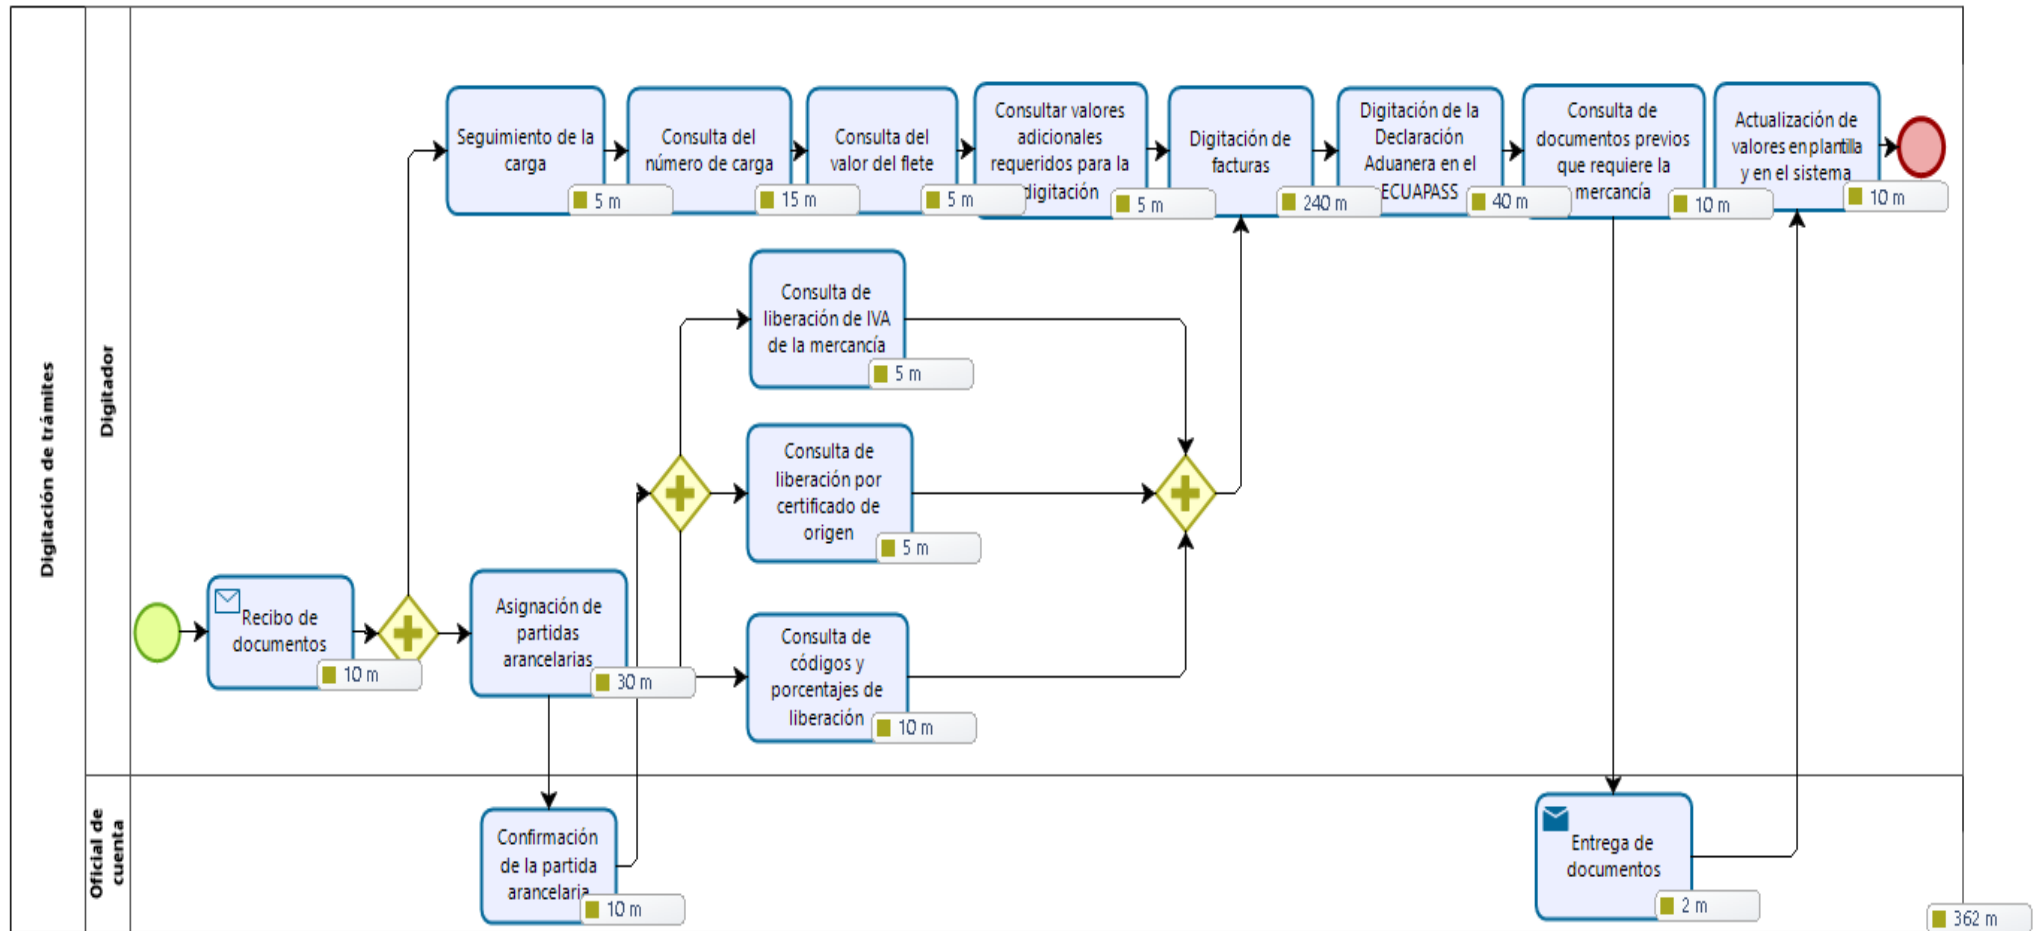 Digitación de trámites
Digitador
Seguimiento de la
carga
5 m
Consulta del
número de carga
15 m
Consulta del
valor del flete
5 m
Consultar valores
adicionales
requeridos para la
digitación
5 m
Digitación de
facturas
240 m
Digitación de la
Declaración
Aduanera en el
ECUAPASS
40 m
Consulta de
documentos previos
que requiere la
mercancía
10 m
Actualización de
valores en plantilla
y en el sistema
10 m
Consulta de
liberación de IVA
de la mercancía
5 m
Consulta de
liberación por
certificado de
origen
5 m
Recibo de
documentos
10 m
Asignación de
partidas
arancelarias
30 m
Consulta de
códigos y
porcentajes de
liberación
10 m
Oficial de
cuenta
Confirmación
de la partida
arancelaria
10 m
Entrega de
documentos
2 m
362 m